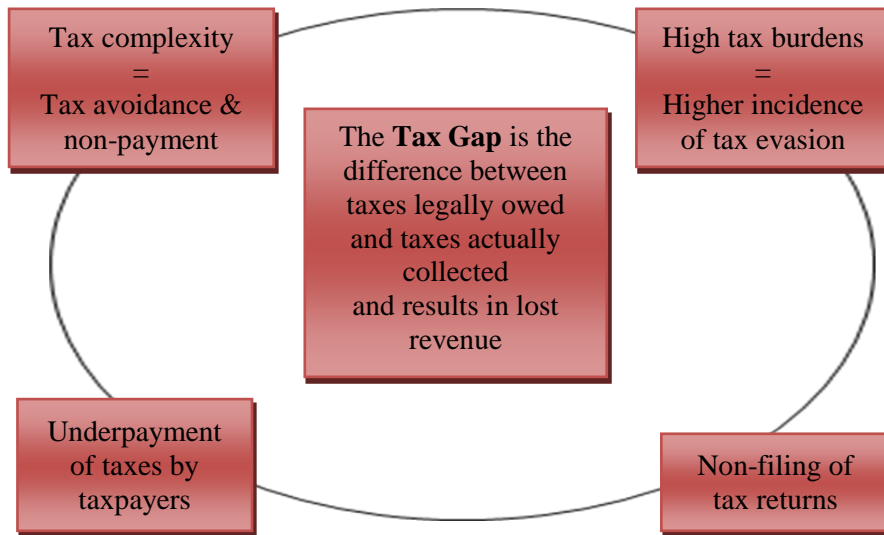 Tax complexity
=
Tax avoidance &
non-payment
High tax burdens
=
Higher incidence
of tax evasion
The Tax Gap is the
difference between
taxes legally owed
and taxes actually
collected
and results in lost
revenue
Underpayment
of taxes by
taxpayers
Non-filing of
tax returns